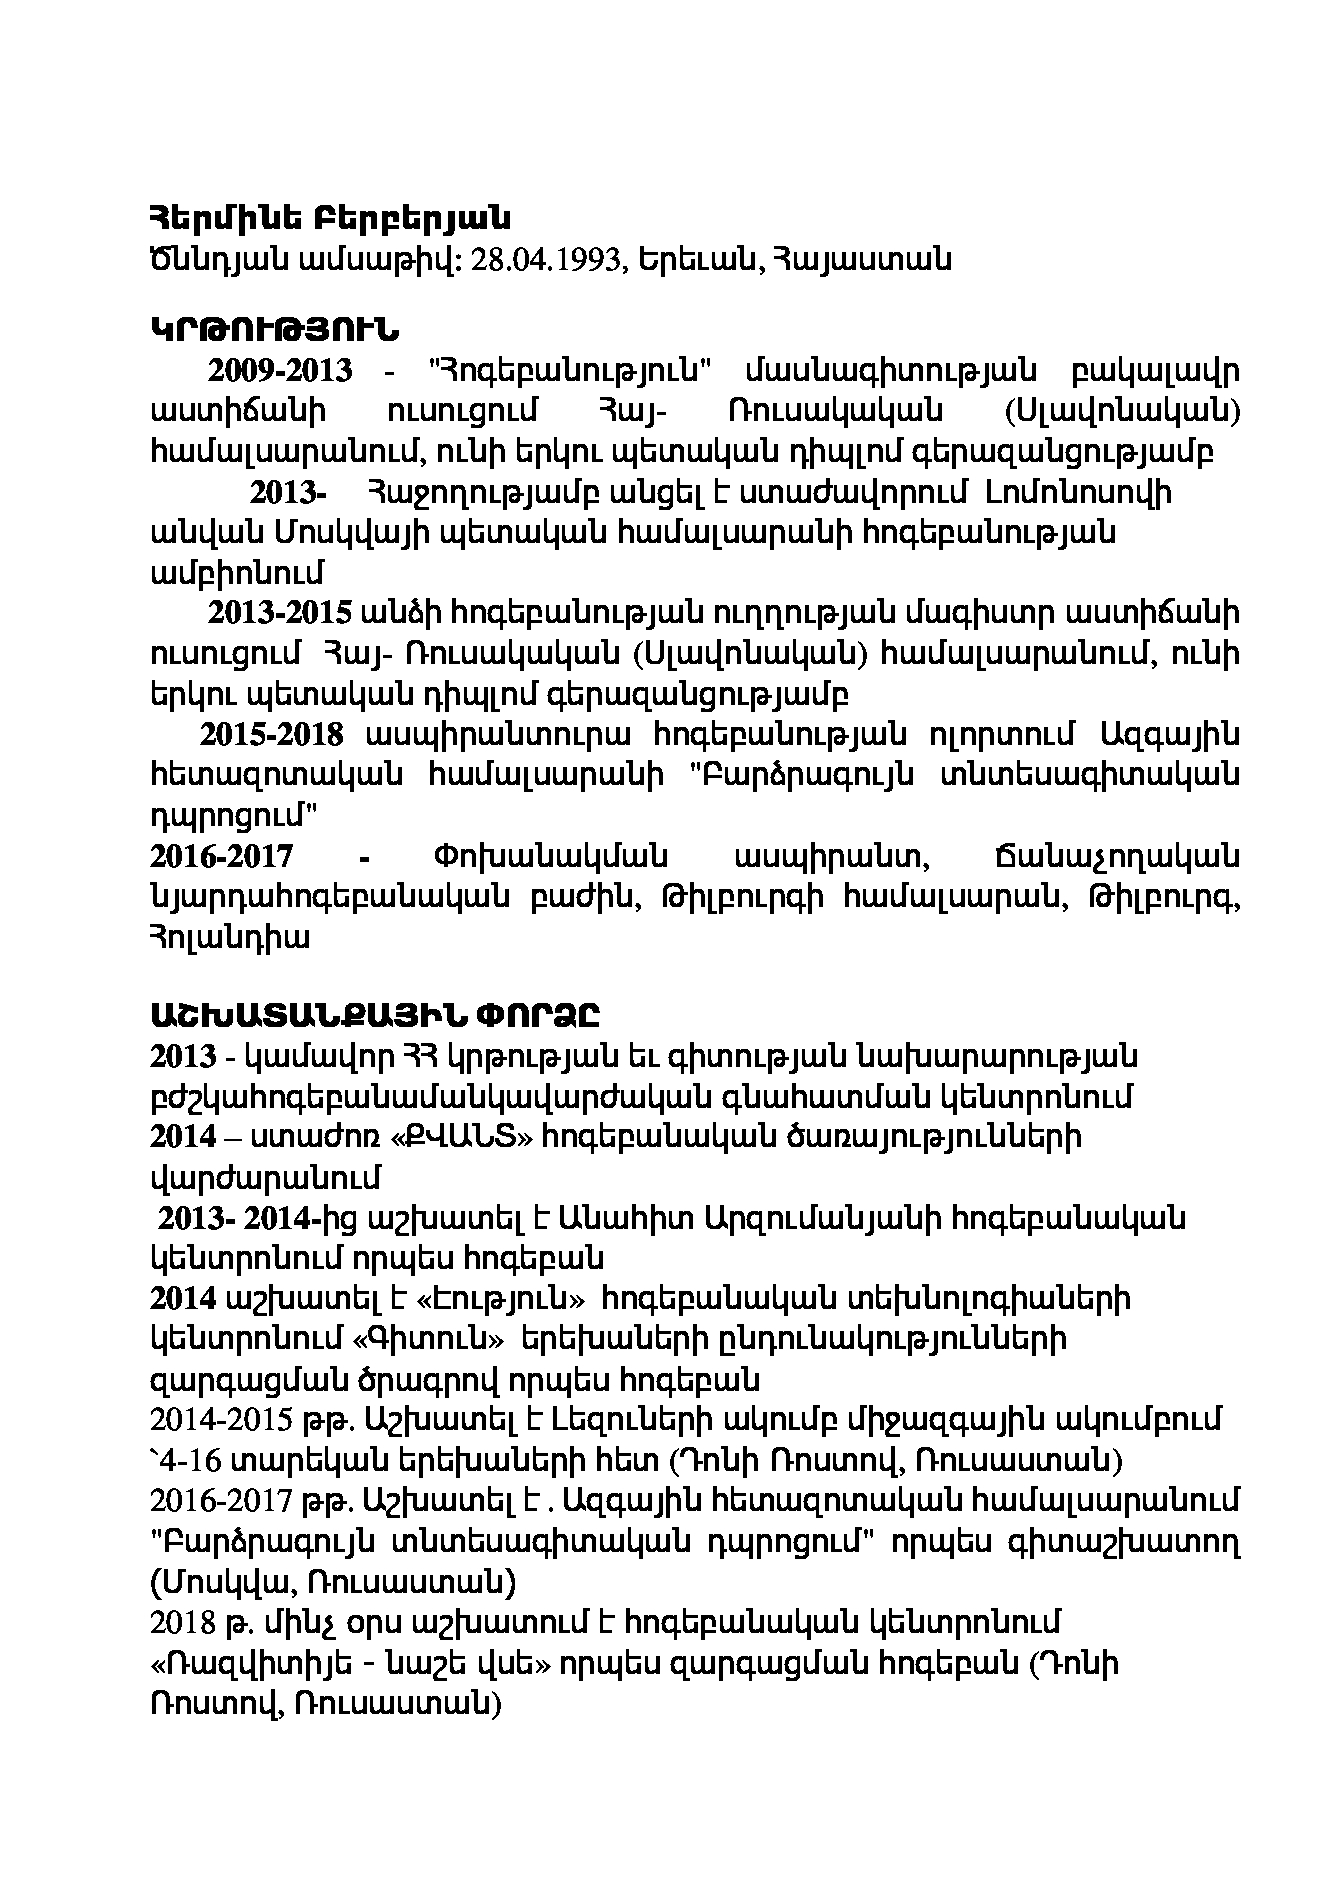 Հերմինե Բերբերյան
Ծննդյան ամսաթիվ: 28.04.1993, Երեւան, Հայաստան
ԿՐԹՈՒԹՅՈՒՆ
2009-2013 - "Հոգեբանություն" մասնագիտության բակալավր
աստիճանի ուսուցում Հայ- Ռուսակական (Սլավոնական)
համալսարանում, ունի երկու պետական դիպլոմ գերազանցությամբ
2013- Հաջողությամբ անցել է ստաժավորում Լոմոնոսովի
անվան Մոսկվայի պետական համալսարանի հոգեբանության
ամբիոնում
2013-2015 անձի հոգեբանության ուղղության մագիստր աստիճանի
ուսուցում Հայ- Ռուսակական (Սլավոնական) համալսարանում, ունի
երկու պետական դիպլոմ գերազանցությամբ
2015-2018 ասպիրանտուրա հոգեբանության ոլորտում Ազգային
հետազոտական համալսարանի "Բարձրագույն տնտեսագիտական
դպրոցում"
2016-2017 - Փոխանակման ասպիրանտ, Ճանաչողական
նյարդահոգեբանական բաժին, Թիլբուրգի համալսարան, Թիլբուրգ,
Հոլանդիա
ԱՇԽԱՏԱՆՔԱՅԻՆ ՓՈՐՁԸ
2013 - կամավոր ՀՀ կրթության եւ գիտության նախարարության
բժշկահոգեբանամանկավարժական գնահատման կենտրոնում
2014 – ստաժոռ «ՔՎԱՆՏ» հոգեբանական ծառայությունների
վարժարանում
2013- 2014-ից աշխատել է Անահիտ Արզումանյանի հոգեբանական
կենտրոնում որպես հոգեբան
2014 աշխատել է «Էություն» հոգեբանական տեխնոլոգիաների
կենտրոնում «Գիտուն» երեխաների ընդունակությունների
զարգացման ծրագրով որպես հոգեբան
2014-2015 թթ. Աշխատել է Լեզուների ակումբ միջազգային ակումբում
՝4-16 տարեկան երեխաների հետ (Դոնի Ռոստով, Ռուսաստան)
2016-2017 թթ. Աշխատել է . Ազգային հետազոտական համալսարանում
"Բարձրագույն տնտեսագիտական դպրոցում" որպես գիտաշխատող
(Մոսկվա, Ռուսաստան)
2018 թ. մինչ օրս աշխատում է հոգեբանական կենտրոնում
«Ռազվիտիյե - նաշե վսե» որպես զարգացման հոգեբան (Դոնի
Ռոստով, Ռուսաստան)